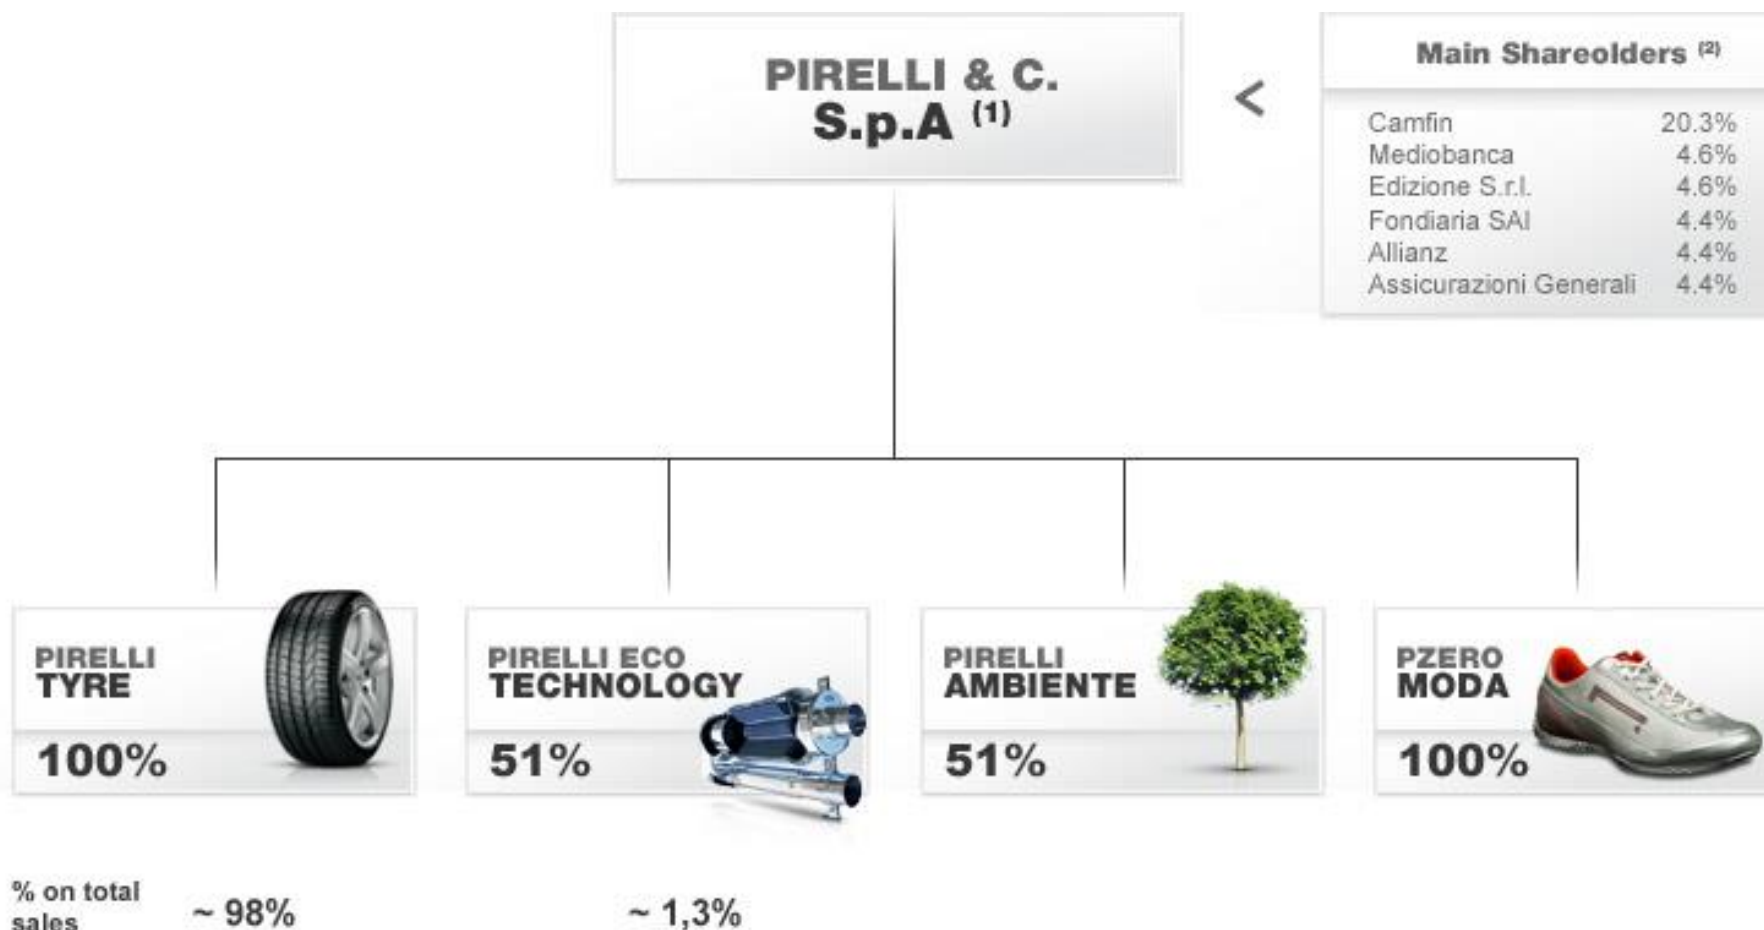 PIRELLI & C.
S.p.A (1)
<
Main Shareolders (2)
Camfin 20.3%
Mediobanca 4.6%
Edizione S.r.l. 4.6%
Fondiaria SAI 4.4%
Allianz 4.4%
Assicurazioni Generali 4.4%
PIRELLI
TYRE
100%
PIRELLI ECO
TECHNOLOGY
51%
PIRELLI
AMBIENTE
51%
PZERO
MODA
100%
% on total
sales
~ 98%
~ 1,3%